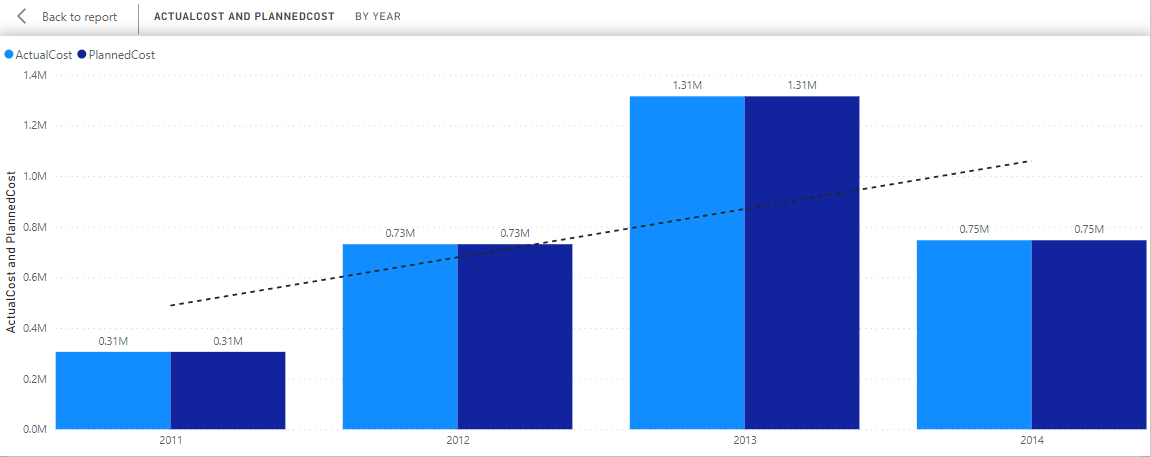 Back to report ACTUALCOST AND PLANNEDCOST BY YEAR
ActualCost PlannedCost
ActualCost and PlannedCost
1.4M
1.2M
1.0M
0.8M
0.6M
0.4M
0.2M
0.0M
0.31M 0.31M
0.73M 0.73M
1.31M 1.31M
0.75M 0.75M
2011 2012 2013 2014